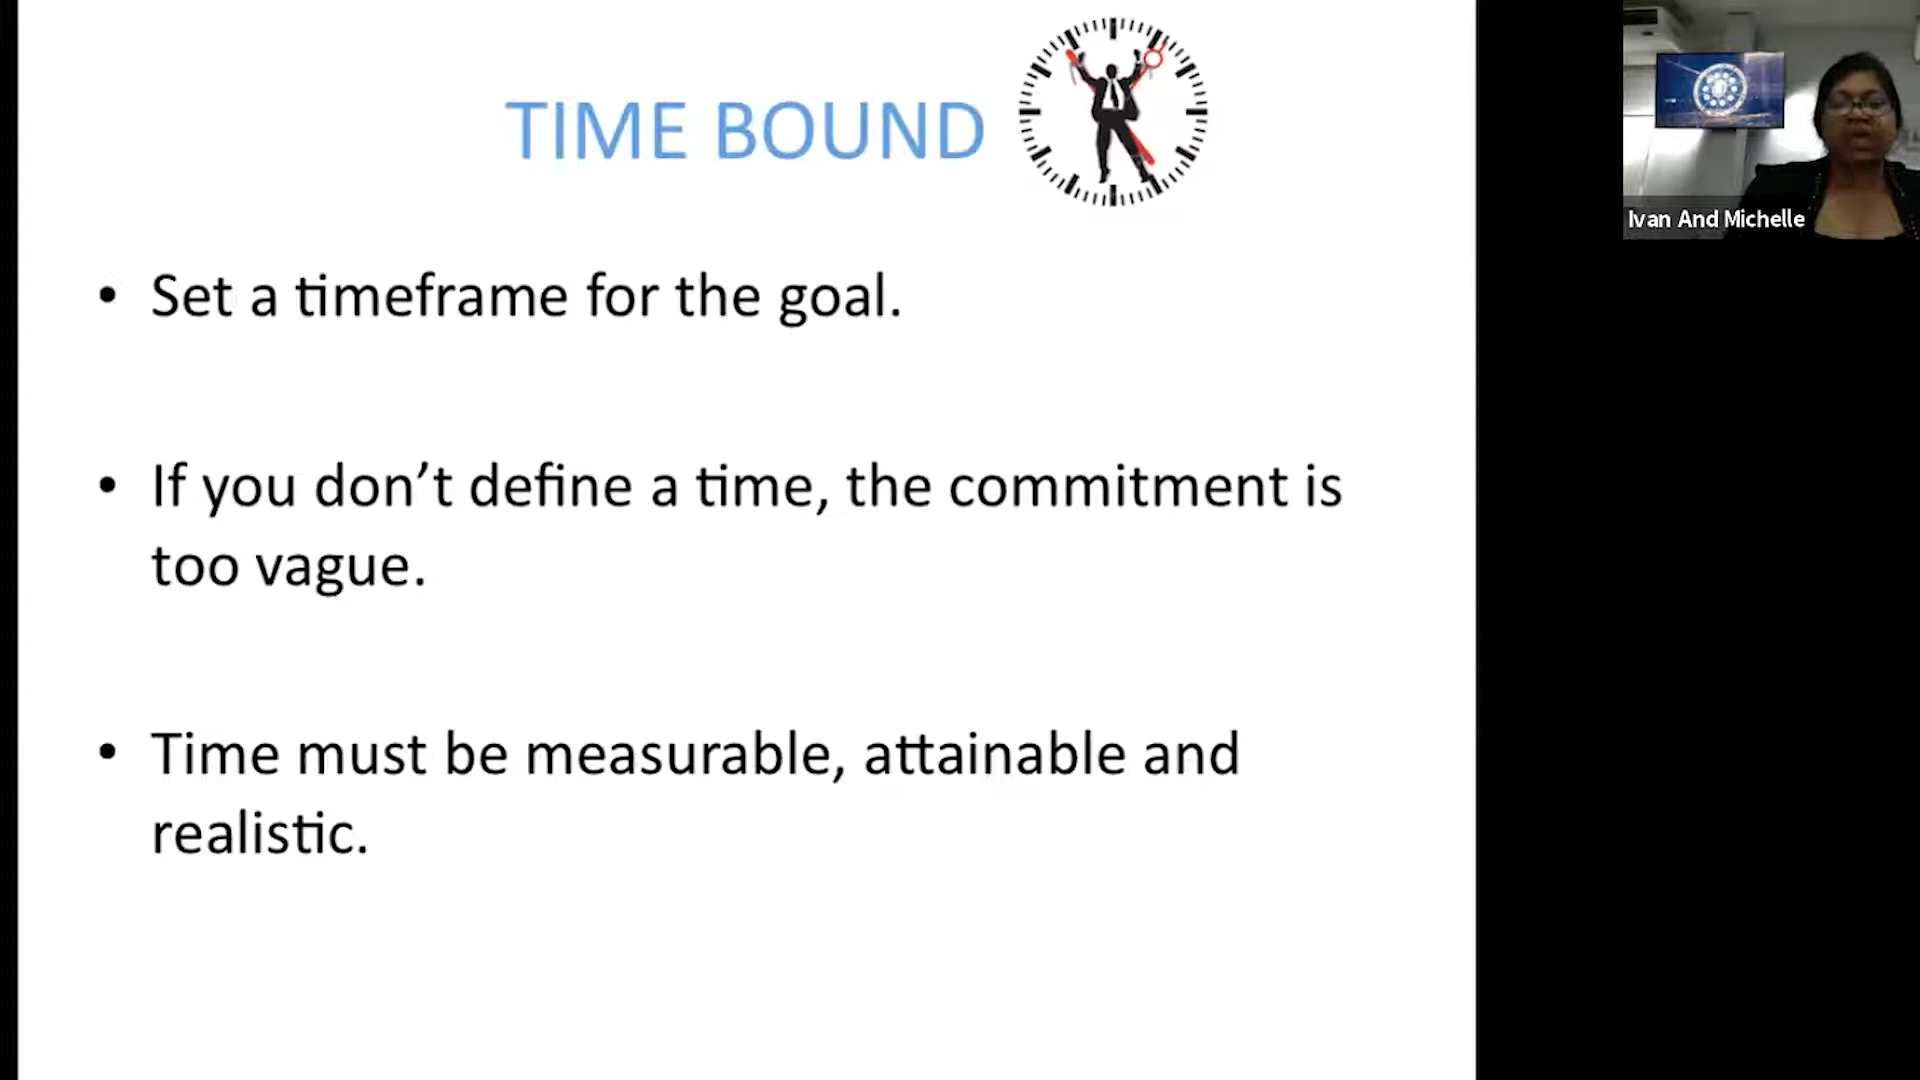 TIME BOUND
• Set a timeframe for the goal.
• If you don’t define a time, the commitment is
too vague.
• Time must be measurable, attainable and
realistic.
Ivan And Michelle